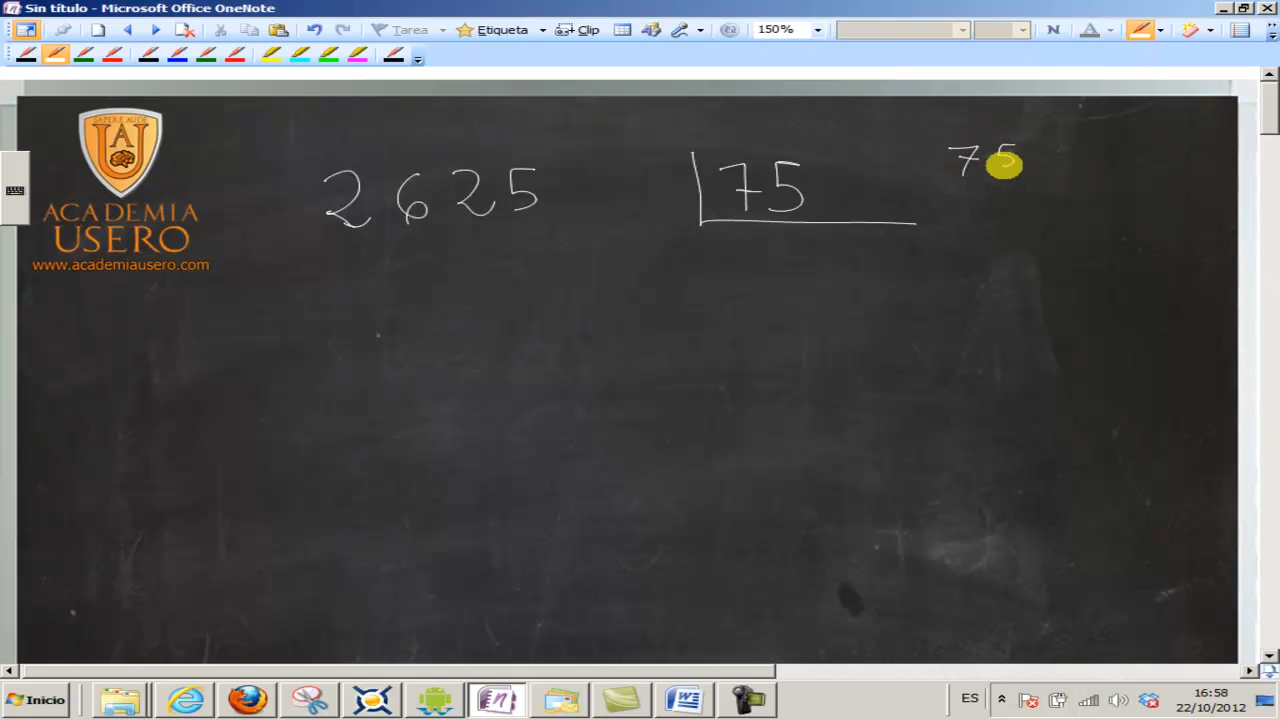 Sin título - Microsoft Office OneNote
Tarea Etiqueta Clip 150% N A
SAPERE AUDE
ACADEMIA
USERO
www.academiausero.com
2625 75
75
Inicio ES 16:58
22/10/2012